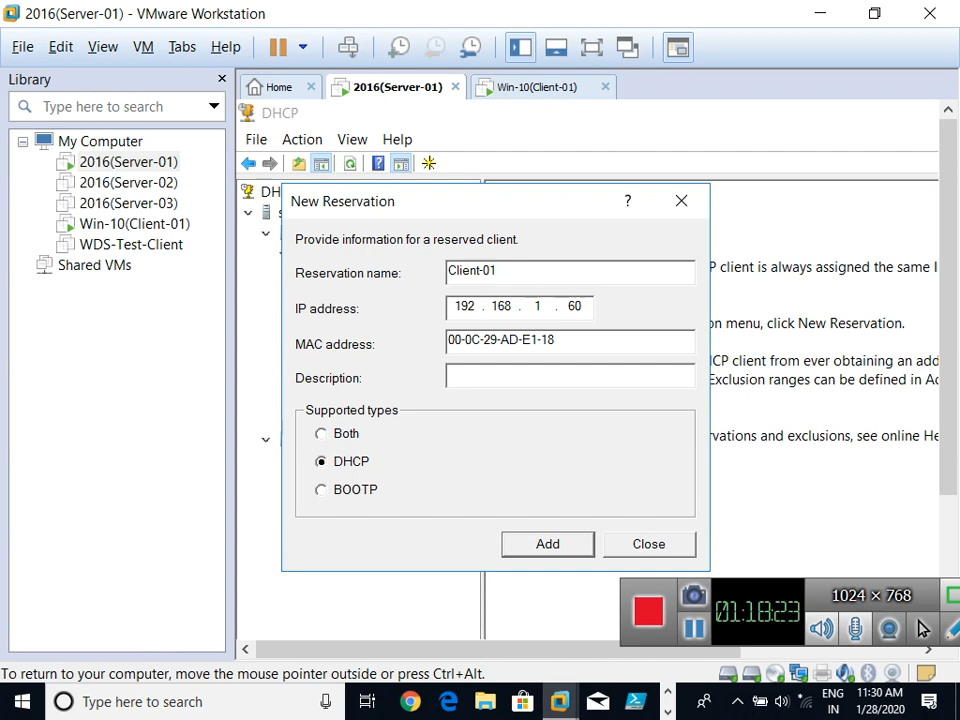 2016(Server-01) - VMware Workstation
File Edit View VM Tabs Help
Library
Type here to search
My Computer
2016(Server-01)
2016(Server-02)
2016(Server-03)
Win-10(Client-01)
WDS-Test-Client
Shared VMs
Home 2016(Server-01) Win-10(Client-01)
DHCP
File Action View Help
DH
New Reservation
?
Provide information for a reserved client.
Reservation name: Client-01
IP address: 192 . 168 . 1 . 60
MAC address: 00-0C-29-AD-E1-18
Description:
Supported types
Both
DHCP
BOOTP
Add Close
P client is always assigned the same I
on menu, click New Reservation.
CP client from ever obtaining an add
Exclusion ranges can be defined in Ac
vations and exclusions, see online He
01:18:23
1024 × 768
To return to your computer, move the mouse pointer outside or press Ctrl+Alt.
Type here to search
ENG
IN
11:30 AM
1/28/2020